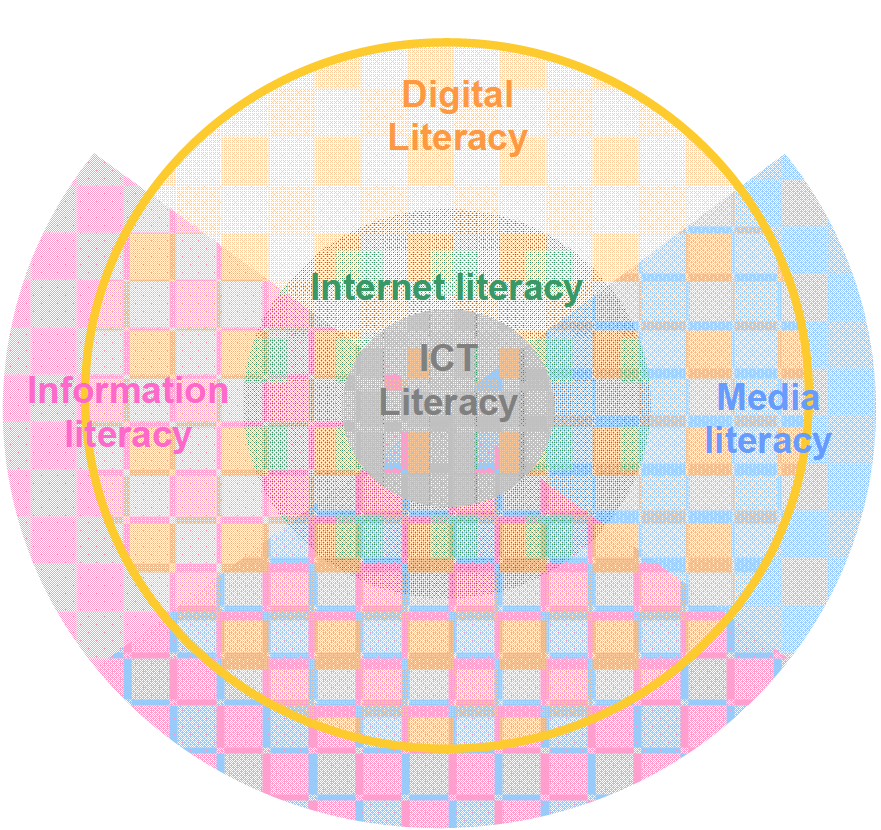 Digital
Literacy
Internet literacy
ICT
Literacy
Information
literacy
Media
literacy